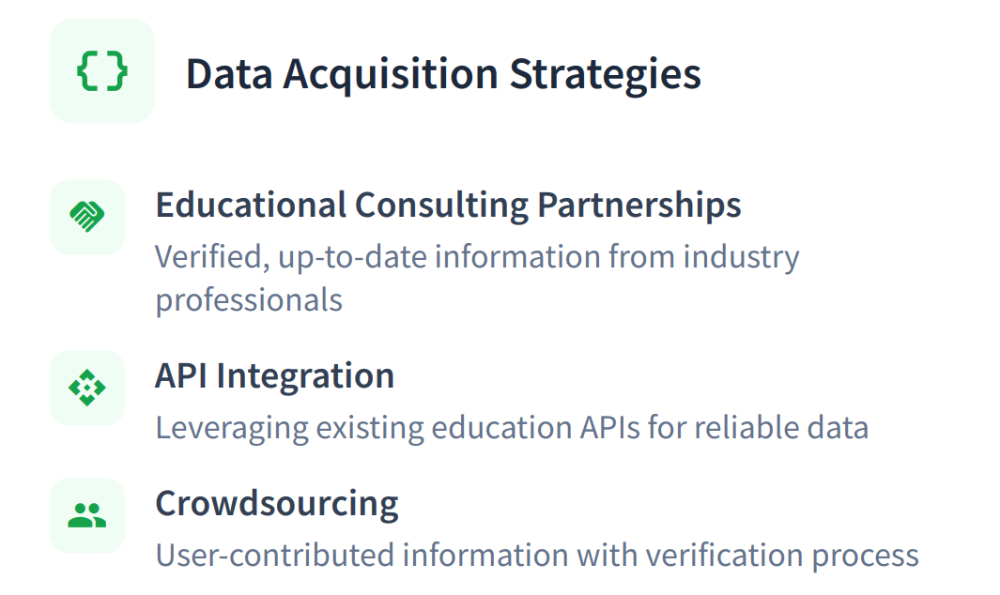 Data Acquisition Strategies
Educational Consulting Partnerships
Verified, up-to-date information from industry
professionals
API Integration
Leveraging existing education APIs for reliable data
Crowdsourcing
User-contributed information with verification process